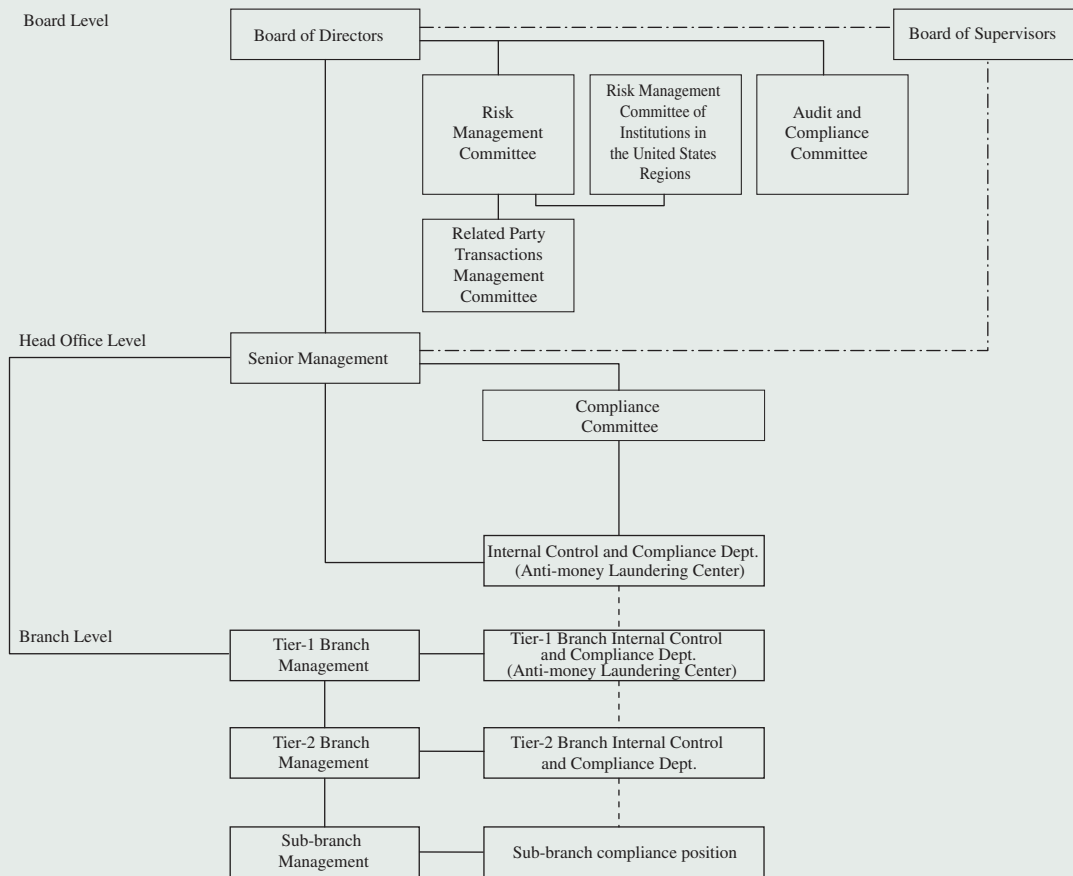 Board Level
Board of Directors
Board of Supervisors
Risk
Management
Committee
Risk Management
Committee of
Institutions in
the United States
Regions
Audit and
Compliance
Committee
Related Party
Transactions
Management
Committee
Head Office Level
Senior Management
Compliance
Committee
Internal Control and Compliance Dept.
(Anti-money Laundering Center)
Branch Level
Tier-1 Branch
Management
Tier-1 Branch Internal Control
and Compliance Dept.
(Anti-money Laundering Center)
Tier-2 Branch
Management
Tier-2 Branch Internal Control
and Compliance Dept.
Sub-branch
Management
Sub-branch compliance position